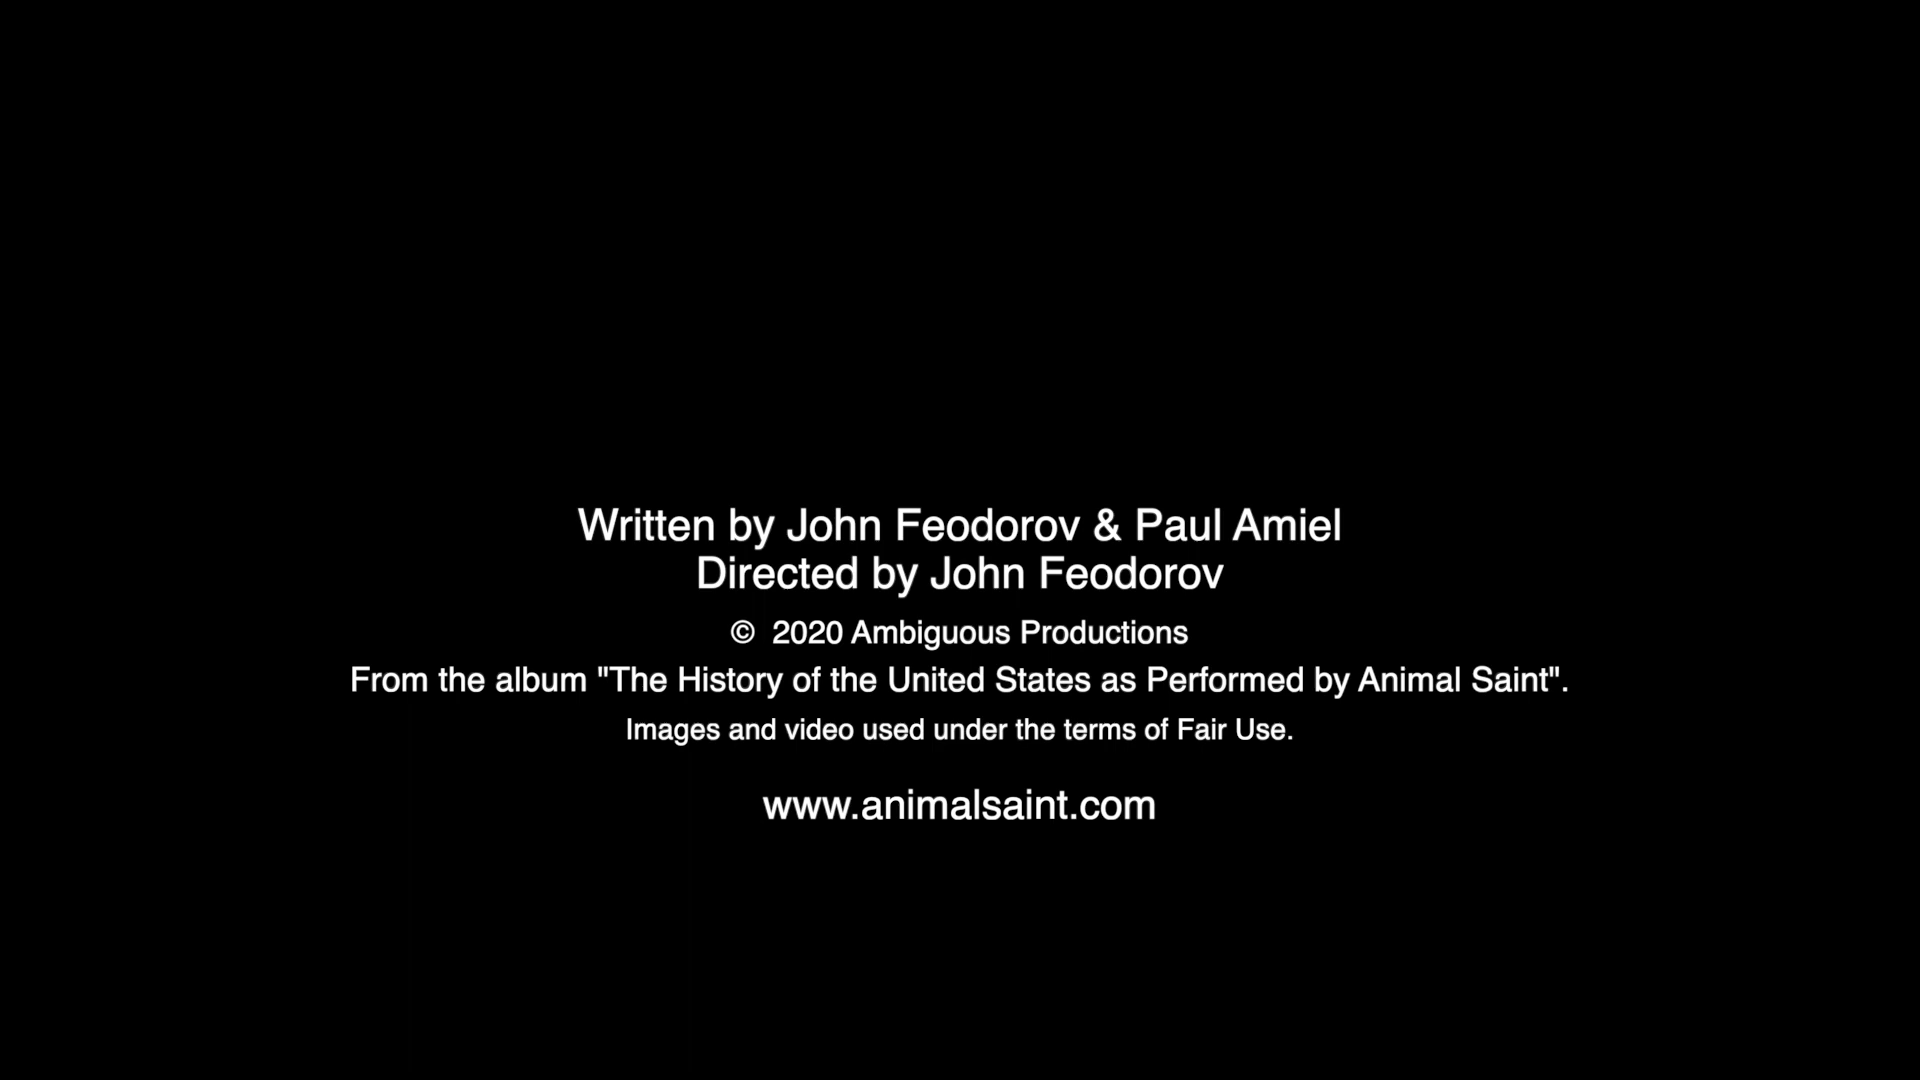 Written by John Feodorov & Paul Amiel
Directed by John Feodorov
© 2020 Ambiguous Productions
From the album "The History of the United States as Performed by Animal Saint".
Images and video used under the terms of Fair Use.
www.animalsaint.com